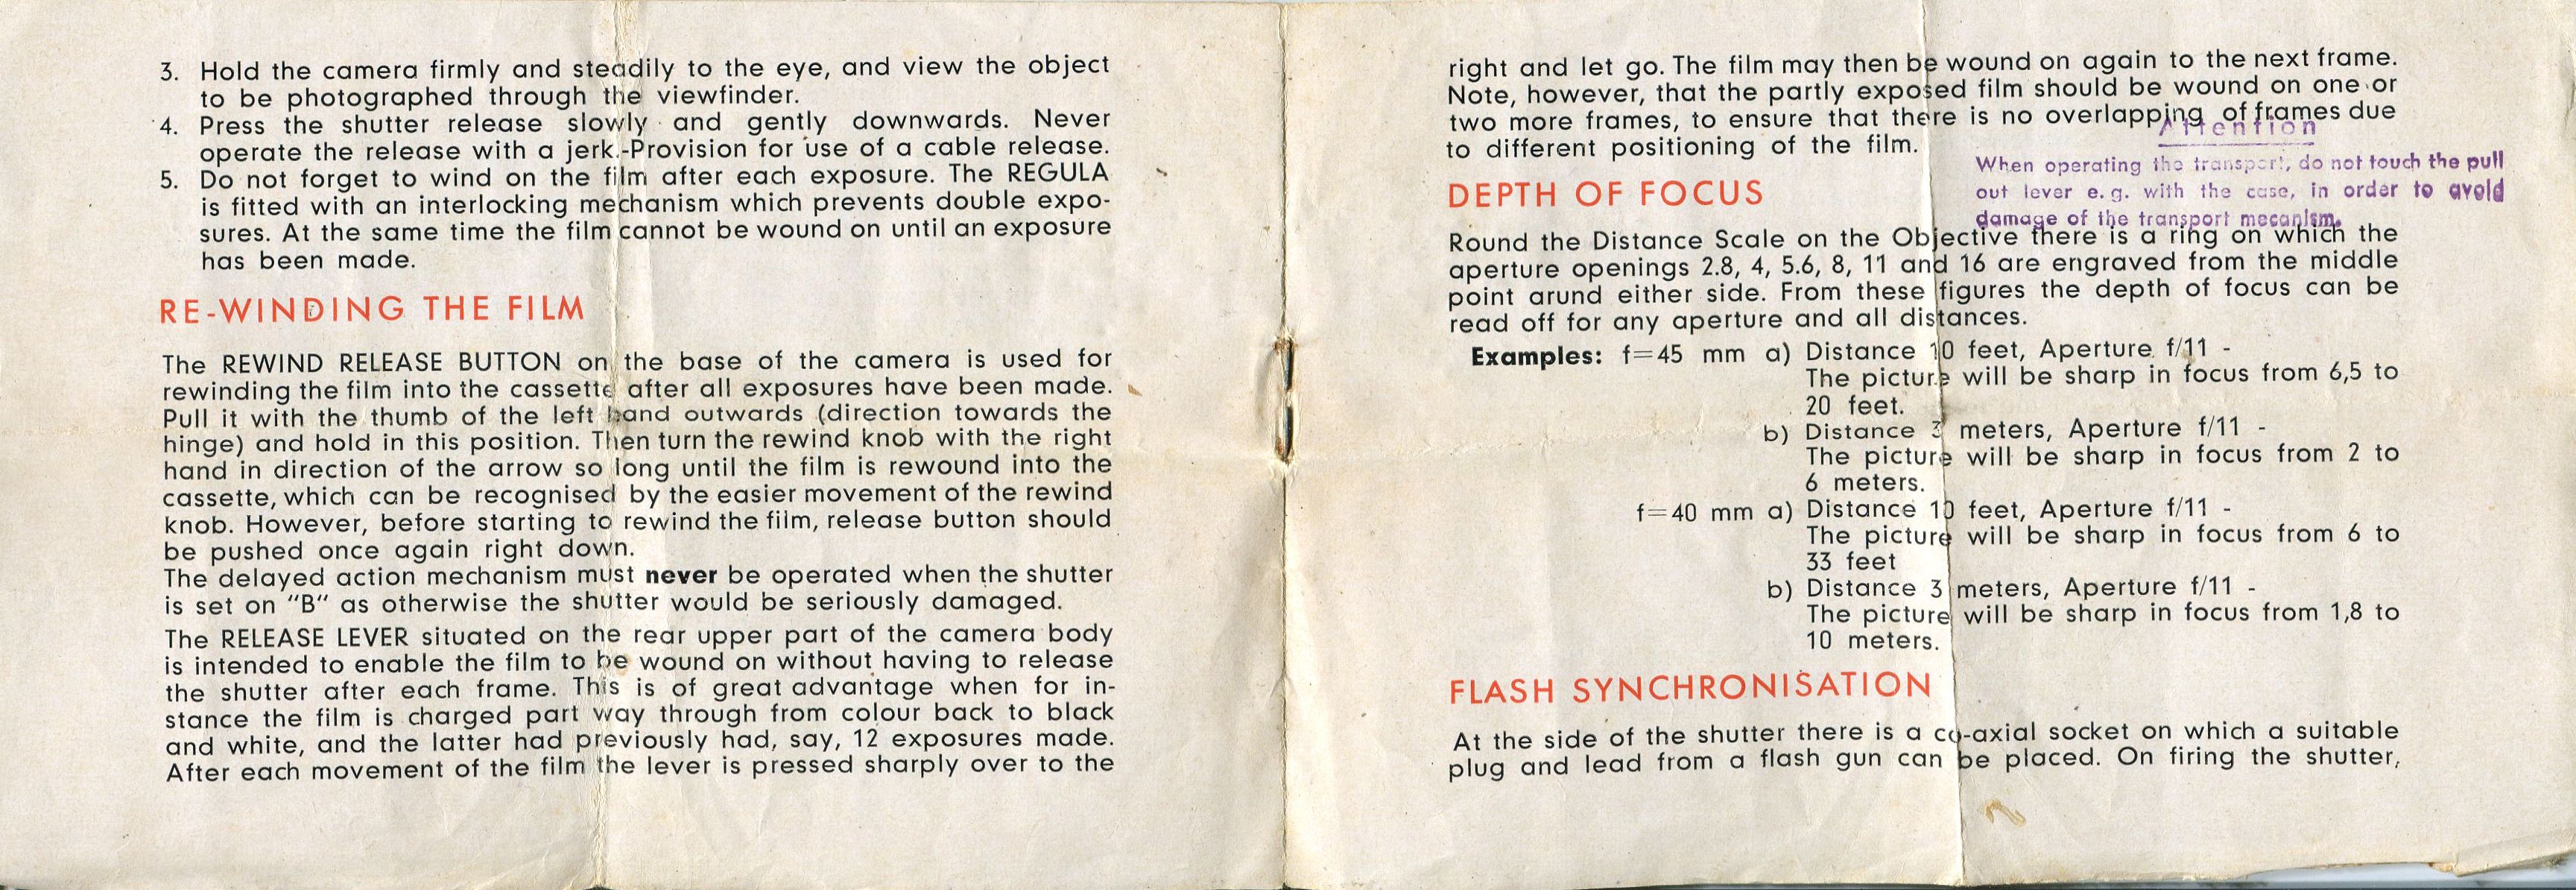 3. Hold the camera firmly and steadily to the eye, and view the object
to be photographed through the viewfinder.
4. Press the shutter release slowly and gently downwards. Never
operate the release with a jerk.-Provision for use of a cable release.
5. Do not forget to wind on the film after each exposure. The REGULA
is fitted with an interlocking mechanism which prevents double expo-
sures. At the same time the film cannot be wound on until an exposure
has been made.
RE-WINDING THE FILM
The REWIND RELEASE BUTTON on the base of the camera is used for
rewinding the film into the cassette after all exposures have been made.
Pull it with the thumb of the left hand outwards (direction towards the
hinge) and hold in this position. Then turn the rewind knob with the right
hand in direction of the arrow so long until the film is rewound into the
cassette, which can be recognised by the easier movement of the rewind
knob. However, before starting to rewind the film, release button should
be pushed once again right down.
The delayed action mechanism must never be operated when the shutter
is set on "B" as otherwise the shutter would be seriously damaged.
The RELEASE LEVER situated on the rear upper part of the camera body
is intended to enable the film to be wound on without having to release
the shutter after each frame. This is of great advantage when for in-
stance the film is charged part way through from colour back to black
and white, and the latter had previously had, say, 12 exposures made.
After each movement of the film the lever is pressed sharply over to the
right and let go. The film may then be wound on again to the next frame.
Note, however, that the partly exposed film should be wound on one or
two more frames, to ensure that there is no overlapping of frames due
to different positioning of the film.
Attention
When operating the transport, do not touch the pull
out lever e. g. with the case, in order to avoid
damage of the transport mecanism.
DEPTH OF FOCUS
Round the Distance Scale on the Objective there is a ring on which the
aperture openings 2.8, 4, 5.6, 8, 11 and 16 are engraved from the middle
point arund either side. From these figures the depth of focus can be
read off for any aperture and all distances.
Examples: f=45 mm a) Distance 10 feet, Aperture f/11 -
The picture will be sharp in focus from 6,5 to
20 feet.
b) Distance 3 meters, Aperture f/11 -
The picture will be sharp in focus from 2 to
6 meters.
f=40 mm a) Distance 10 feet, Aperture f/11 -
The picture will be sharp in focus from 6 to
33 feet
b) Distance 3 meters, Aperture f/11 -
The picture will be sharp in focus from 1,8 to
10 meters.
FLASH SYNCHRONISATION
At the side of the shutter there is a co-axial socket on which a suitable
plug and lead from a flash gun can be placed. On firing the shutter,